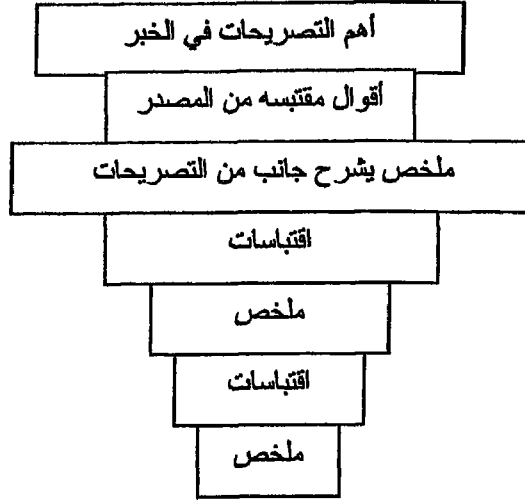 أهم التصريحات في الخبر
أقوال مقتبسه من المصدر
ملخص يشرح جانب من التصريحات
اقتباسات
ملخص
اقتباسات
ملخص